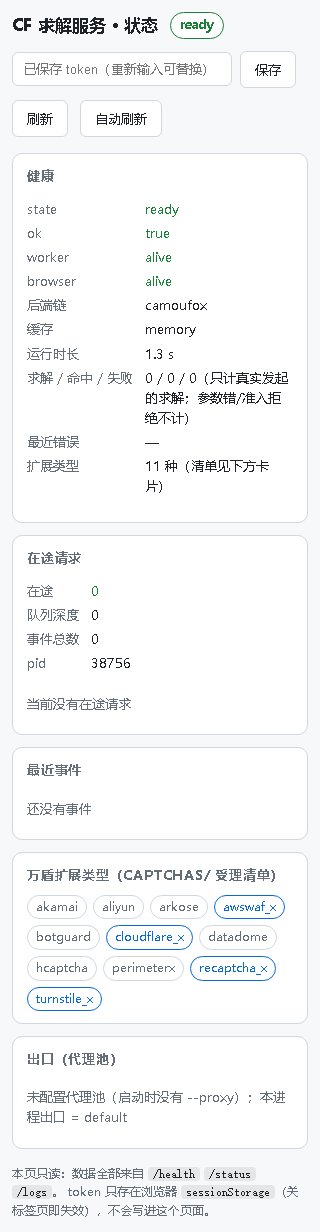 CF 求解服务・状态 ready
已保存 token（重新输入可替换） 保存
刷新 自动刷新
健康
state ready
ok true
worker alive
browser alive
后端链 camoufox
缓存 memory
运行时长 1.3 s
求解 / 命中 / 失败 0 / 0 / 0（只计真实发起
的求解；参数错/准入拒
绝不计）
最近错误 —
扩展类型 11 种（清单见下方卡
片）
在途请求
在途 0
队列深度 0
事件总数 0
pid 38756
当前没有在途请求
最近事件
还没有事件
万盾扩展类型（CAPTCHAS/ 受理清单）
akamai aliyun arkose awswaf_x
botguard cloudflare_x datadome
hcaptcha perimeterx recaptcha_x
turnstile_x
出口（代理池）
未配置代理池（启动时没有 --proxy）；本进
程出口 = default
本页只读：数据全部来自 /health /status
/logs。 token 只存在浏览器 sessionStorage（关
标签页即失效），不会写进这个页面。